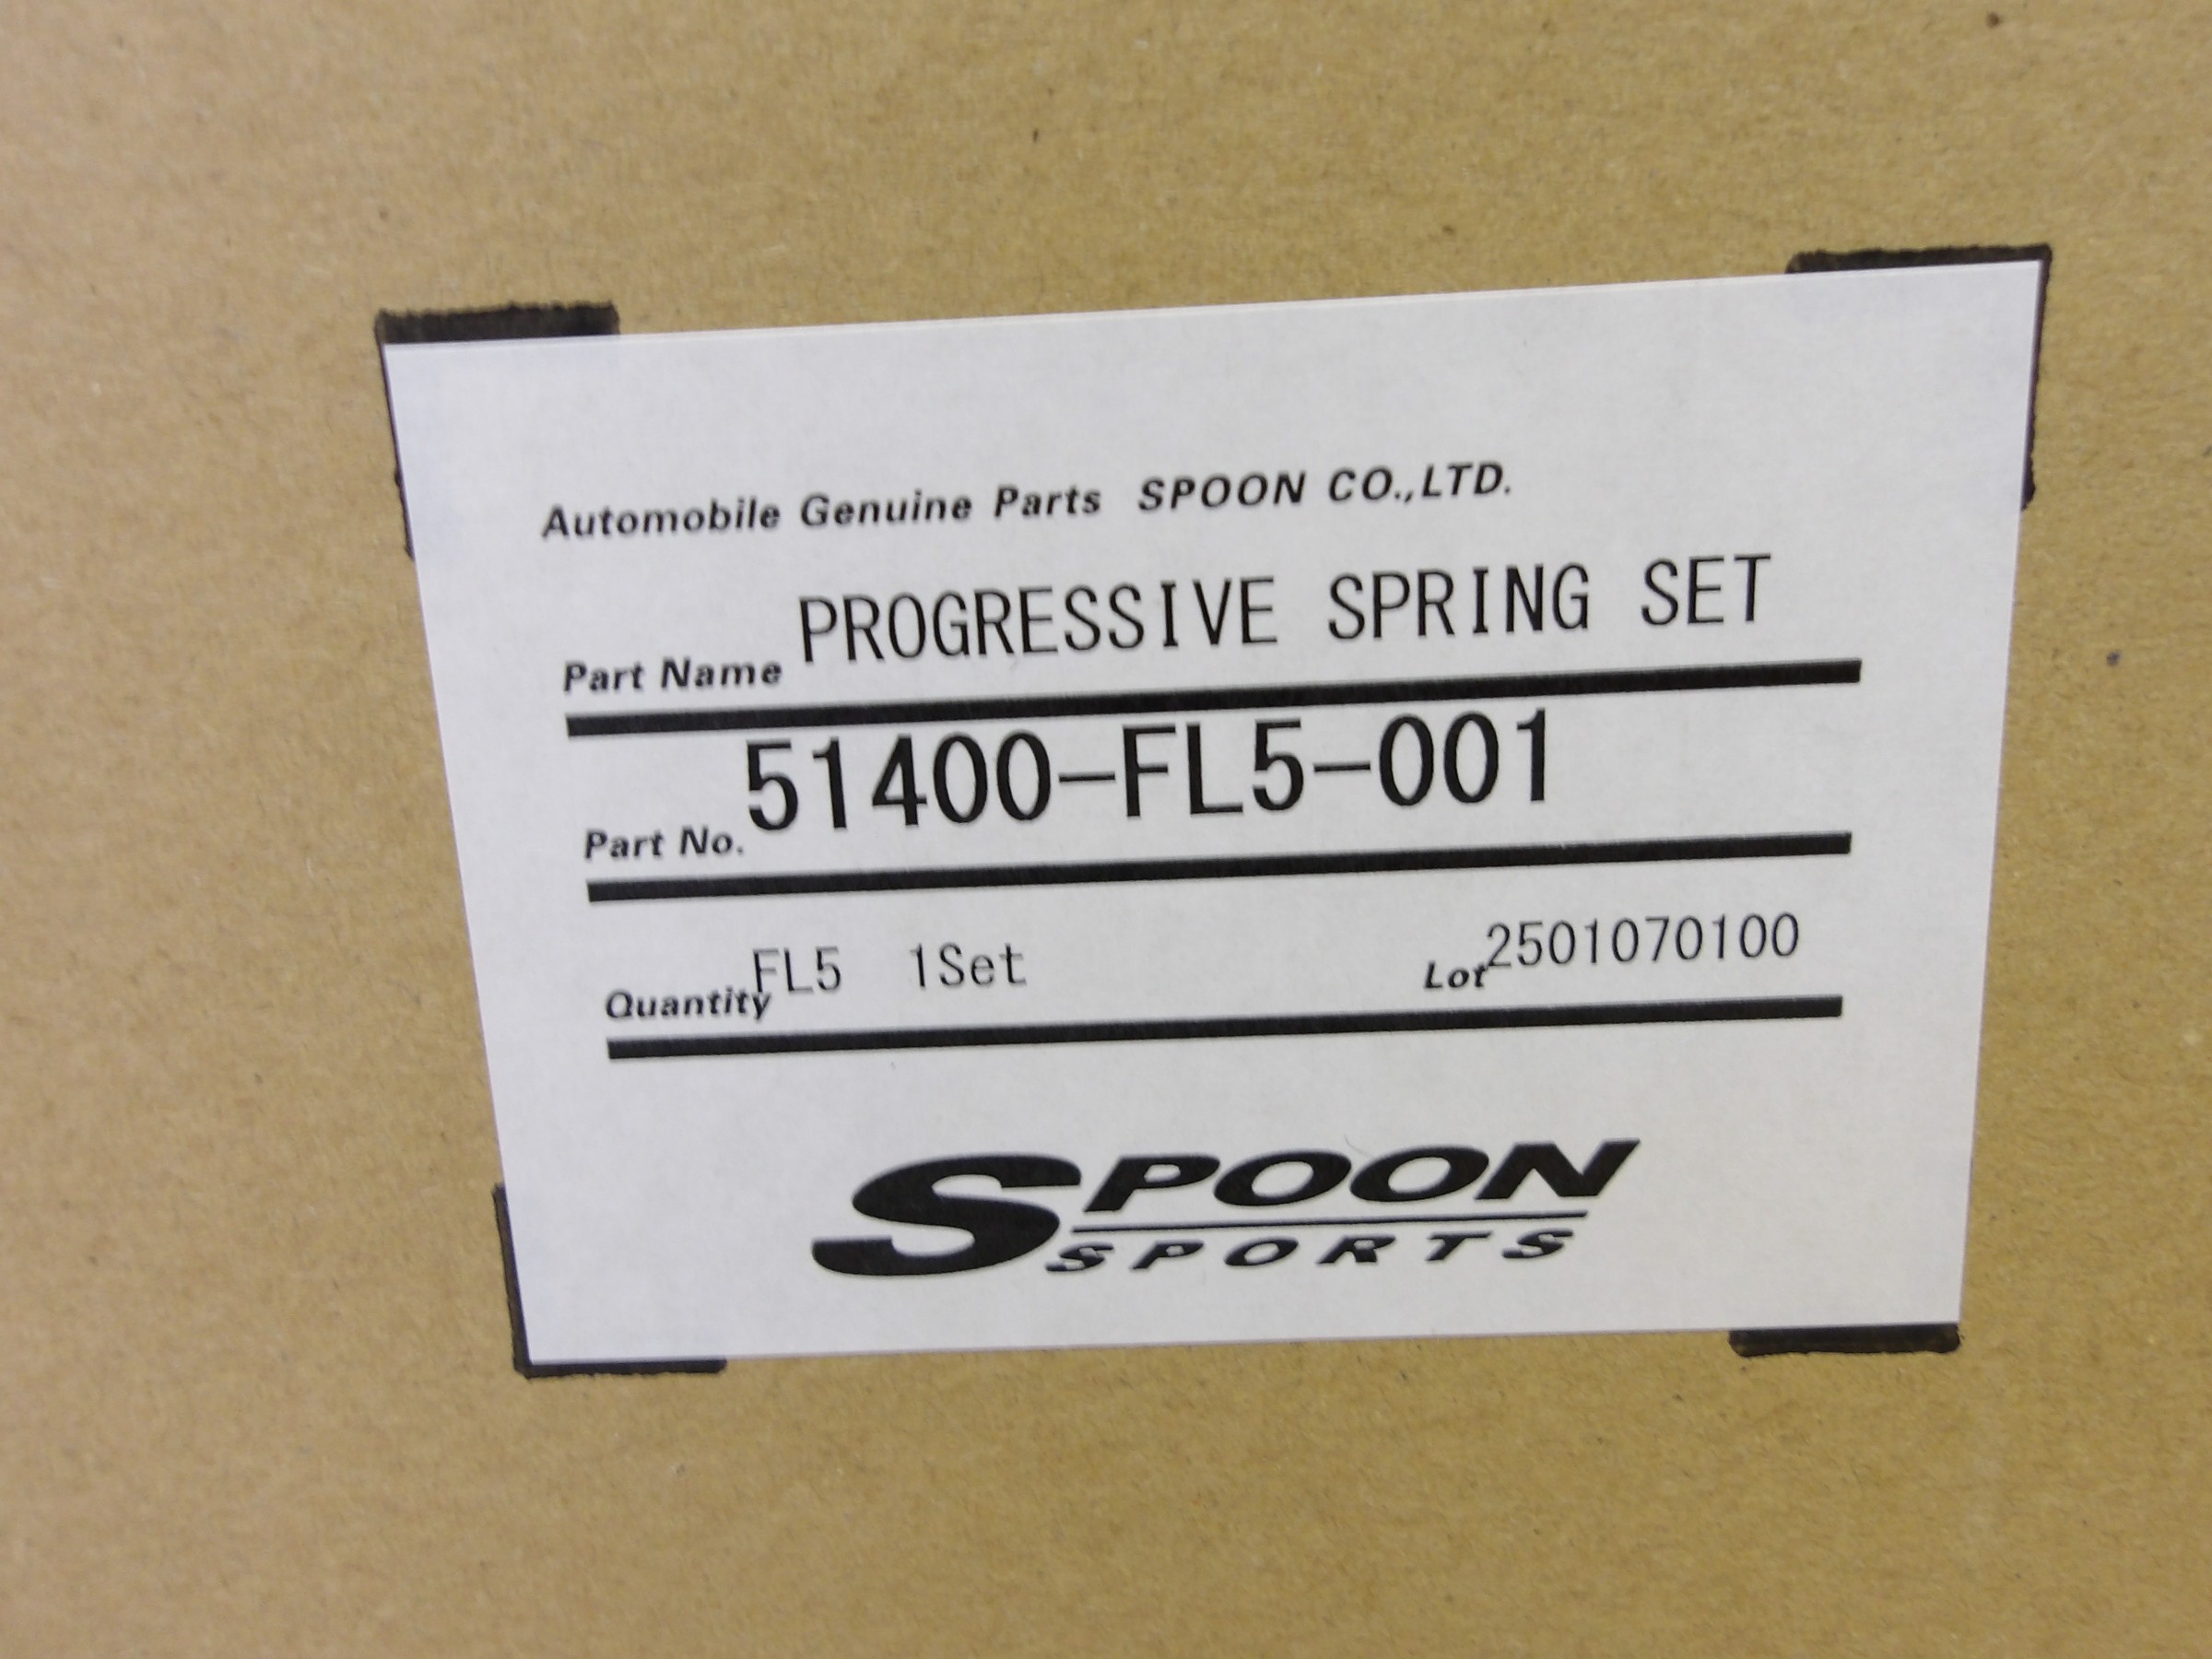 Automobile Genuine Parts SPOON CO.,LTD.
Part Name PROGRESSIVE SPRING SET
Part No. 51400-FL5-001
Quantity FL5 1Set Lot 2501070100
SPOON
SPORTS